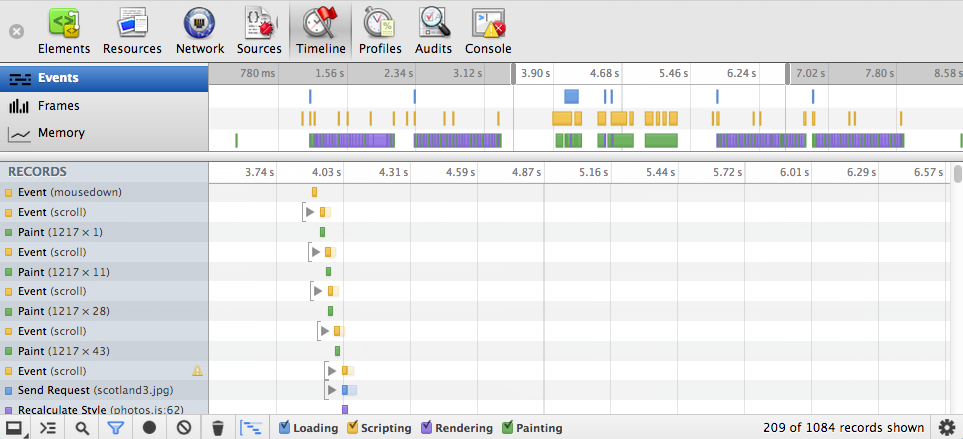 Elements Resources Network Sources Timeline Profiles Audits Console
Events
Frames
Memory
780 ms 1.56 s 2.34 s 3.12 s 3.90 s 4.68 s 5.46 s 6.24 s 7.02 s 7.80 s 8.58 s
RECORDS
3.74 s 4.03 s 4.31 s 4.59 s 4.87 s 5.16 s 5.44 s 5.72 s 6.01 s 6.29 s 6.57 s
Event (mousedown)
Event (scroll)
Paint (1217 × 1)
Event (scroll)
Paint (1217 × 11)
Event (scroll)
Paint (1217 × 28)
Event (scroll)
Paint (1217 × 43)
Event (scroll)
Send Request (scotland3.jpg)
Recalculate Style (photos.js:62)
Loading Scripting Rendering Painting 209 of 1084 records shown